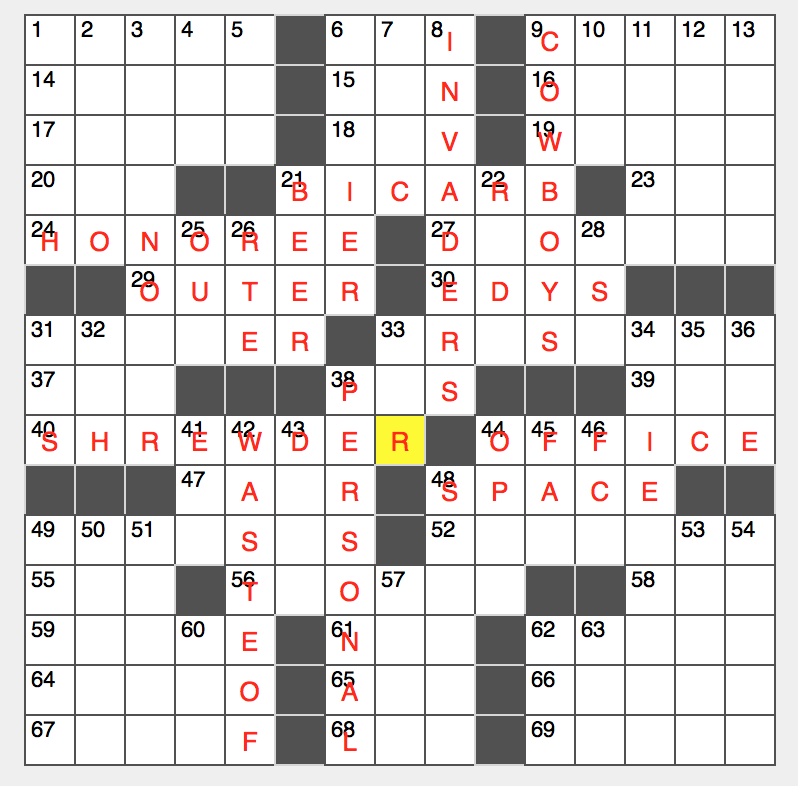 1 2 3 4 5 6 7 8 I 9 C 10 11 12 13
14 15 N 16 O
17 18 V 19 W
20 21 B I C A 22 R B 23
24 H O N 25 O 26 R E E 27 D O 28
29 O U T E R 30 E D Y S
31 32 E R 33 R S 34 35 36
37 38 P S 39
40 S H R 41 E 42 W 43 D E R 44 O 45 F 46 F I C E
47 A R 48 S P A C E
49 50 51 S S 52 53 54
55 56 T O 57 58
59 60 E 61 N 62 63
64 O 65 A 66
67 F 68 L 69